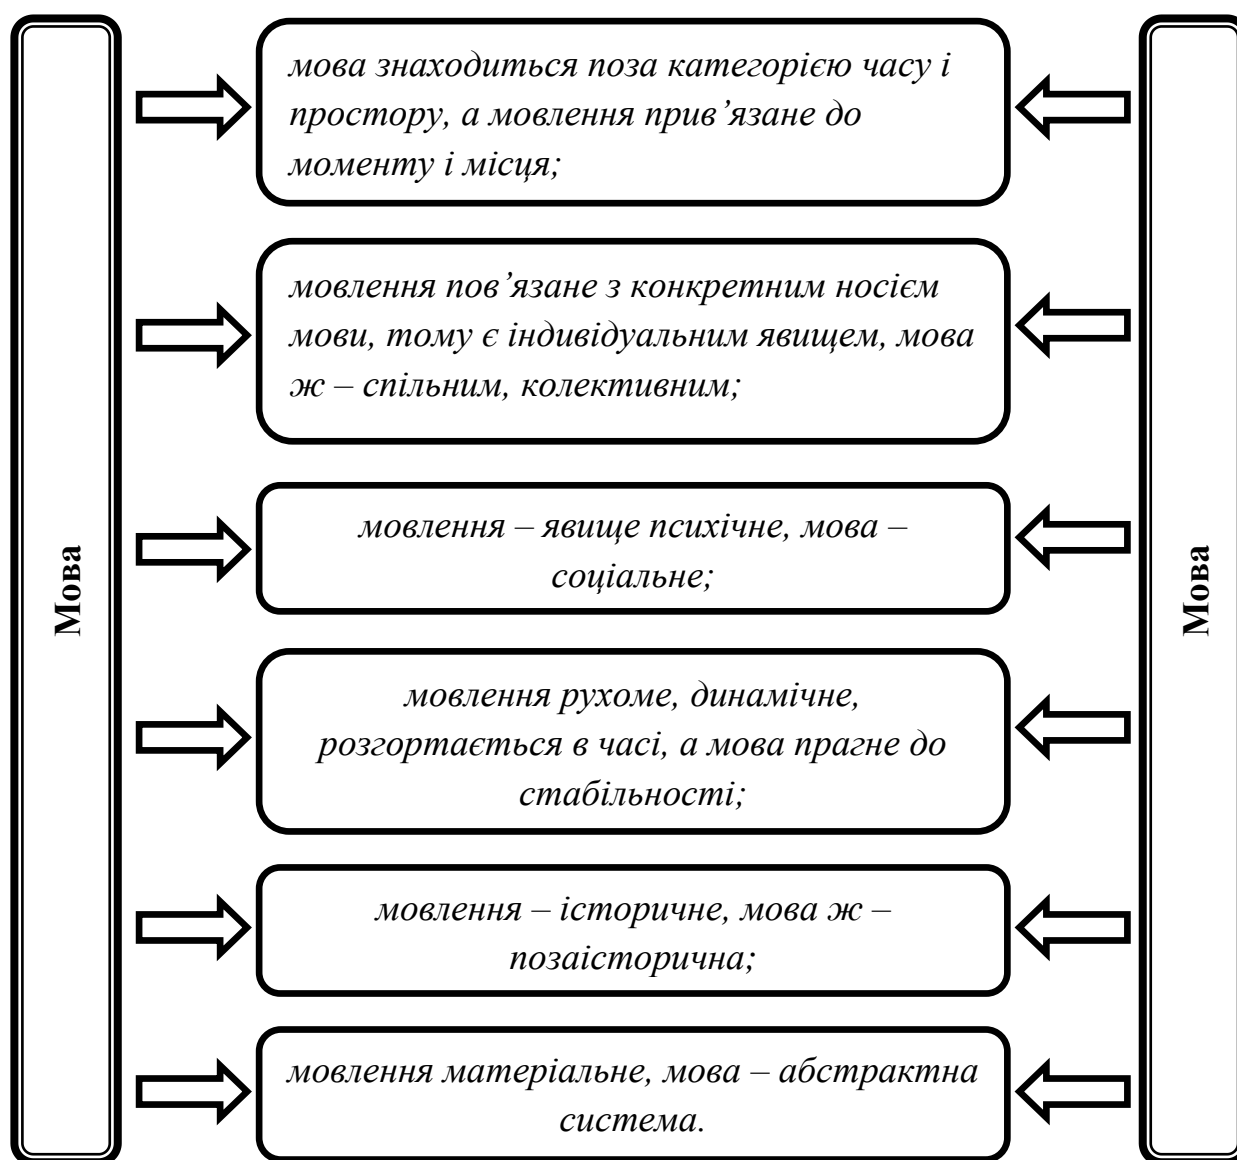 Мова
мова знаходиться поза категорією часу і
простору, а мовлення прив’язане до
моменту і місця;
мовлення пов’язане з конкретним носієм
мови, тому є індивідуальним явищем, мова
ж – спільним, колективним;
мовлення – явище психічне, мова –
соціальне;
мовлення рухоме, динамічне,
розгортається в часі, а мова прагне до
стабільності;
мовлення – історичне, мова ж –
позаісторична;
мовлення матеріальне, мова – абстрактна
система.
Мова